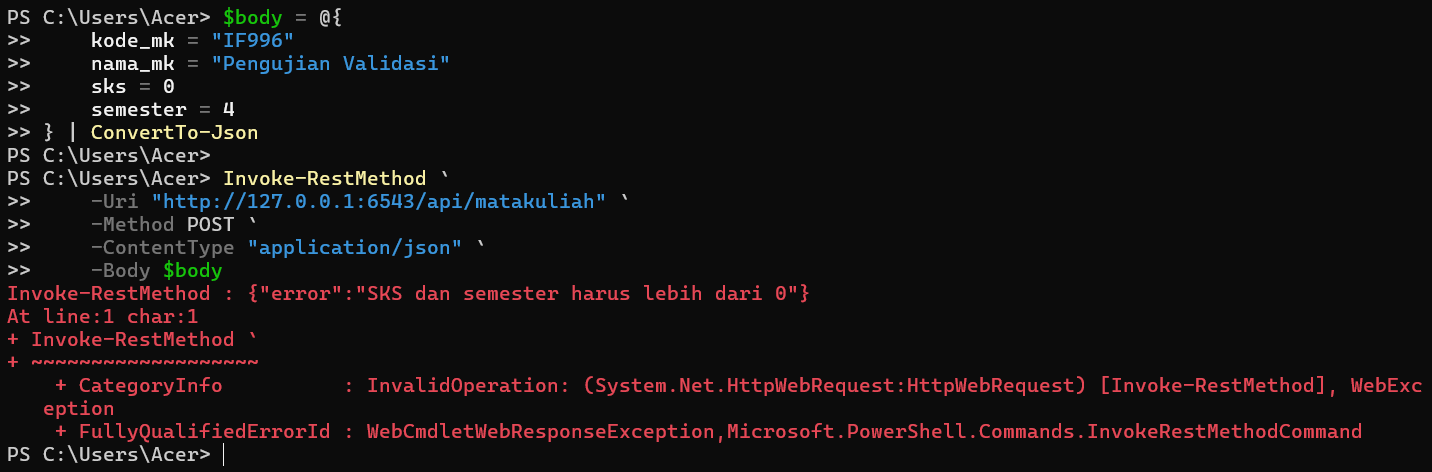 PS C:\Users\Acer> $body = @{
>>     kode_mk = "IF996"
>>     nama_mk = "Pengujian Validasi"
>>     sks = 0
>>     semester = 4
>> } | ConvertTo-Json
PS C:\Users\Acer>
PS C:\Users\Acer> Invoke-RestMethod `
>>     -Uri "http://127.0.0.1:6543/api/matakuliah" `
>>     -Method POST `
>>     -ContentType "application/json" `
>>     -Body $body
Invoke-RestMethod : {"error":"SKS dan semester harus lebih dari 0"}
At line:1 char:1
+ Invoke-RestMethod `
+ ~~~~~~~~~~~~~~~~~~~
    + CategoryInfo          : InvalidOperation: (System.Net.HttpWebRequest:HttpWebRequest) [Invoke-RestMethod], WebExc
   eption
    + FullyQualifiedErrorId : WebCmdletWebResponseException,Microsoft.PowerShell.Commands.InvokeRestMethodCommand
PS C:\Users\Acer>